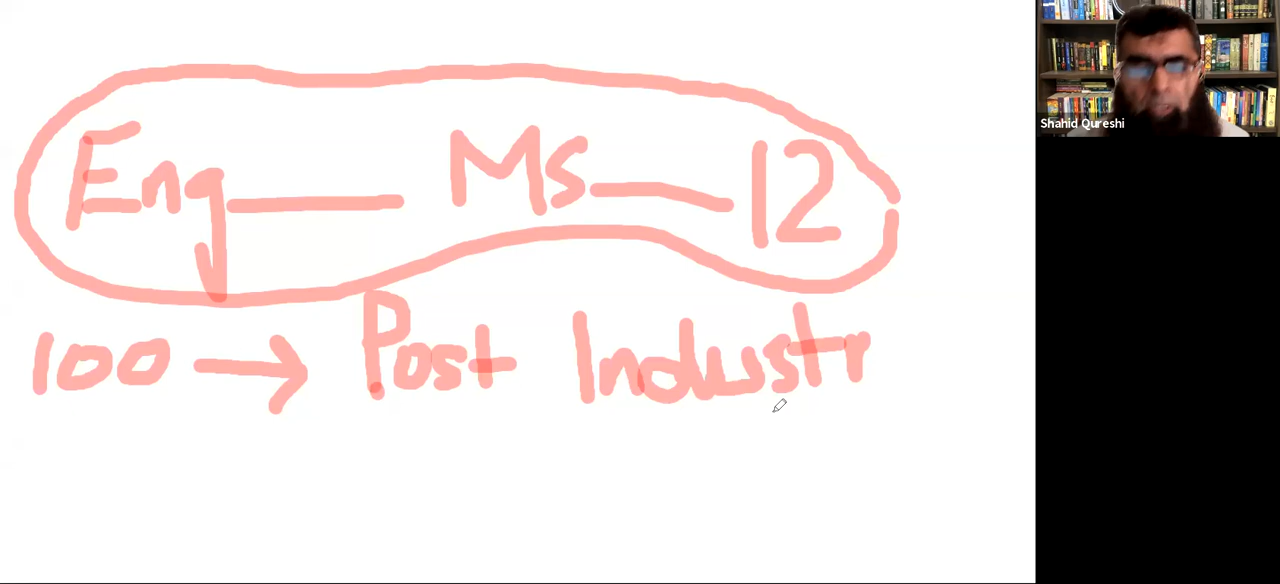 Eng — Ms — 12
100 → Post Industr
Shahid Qureshi